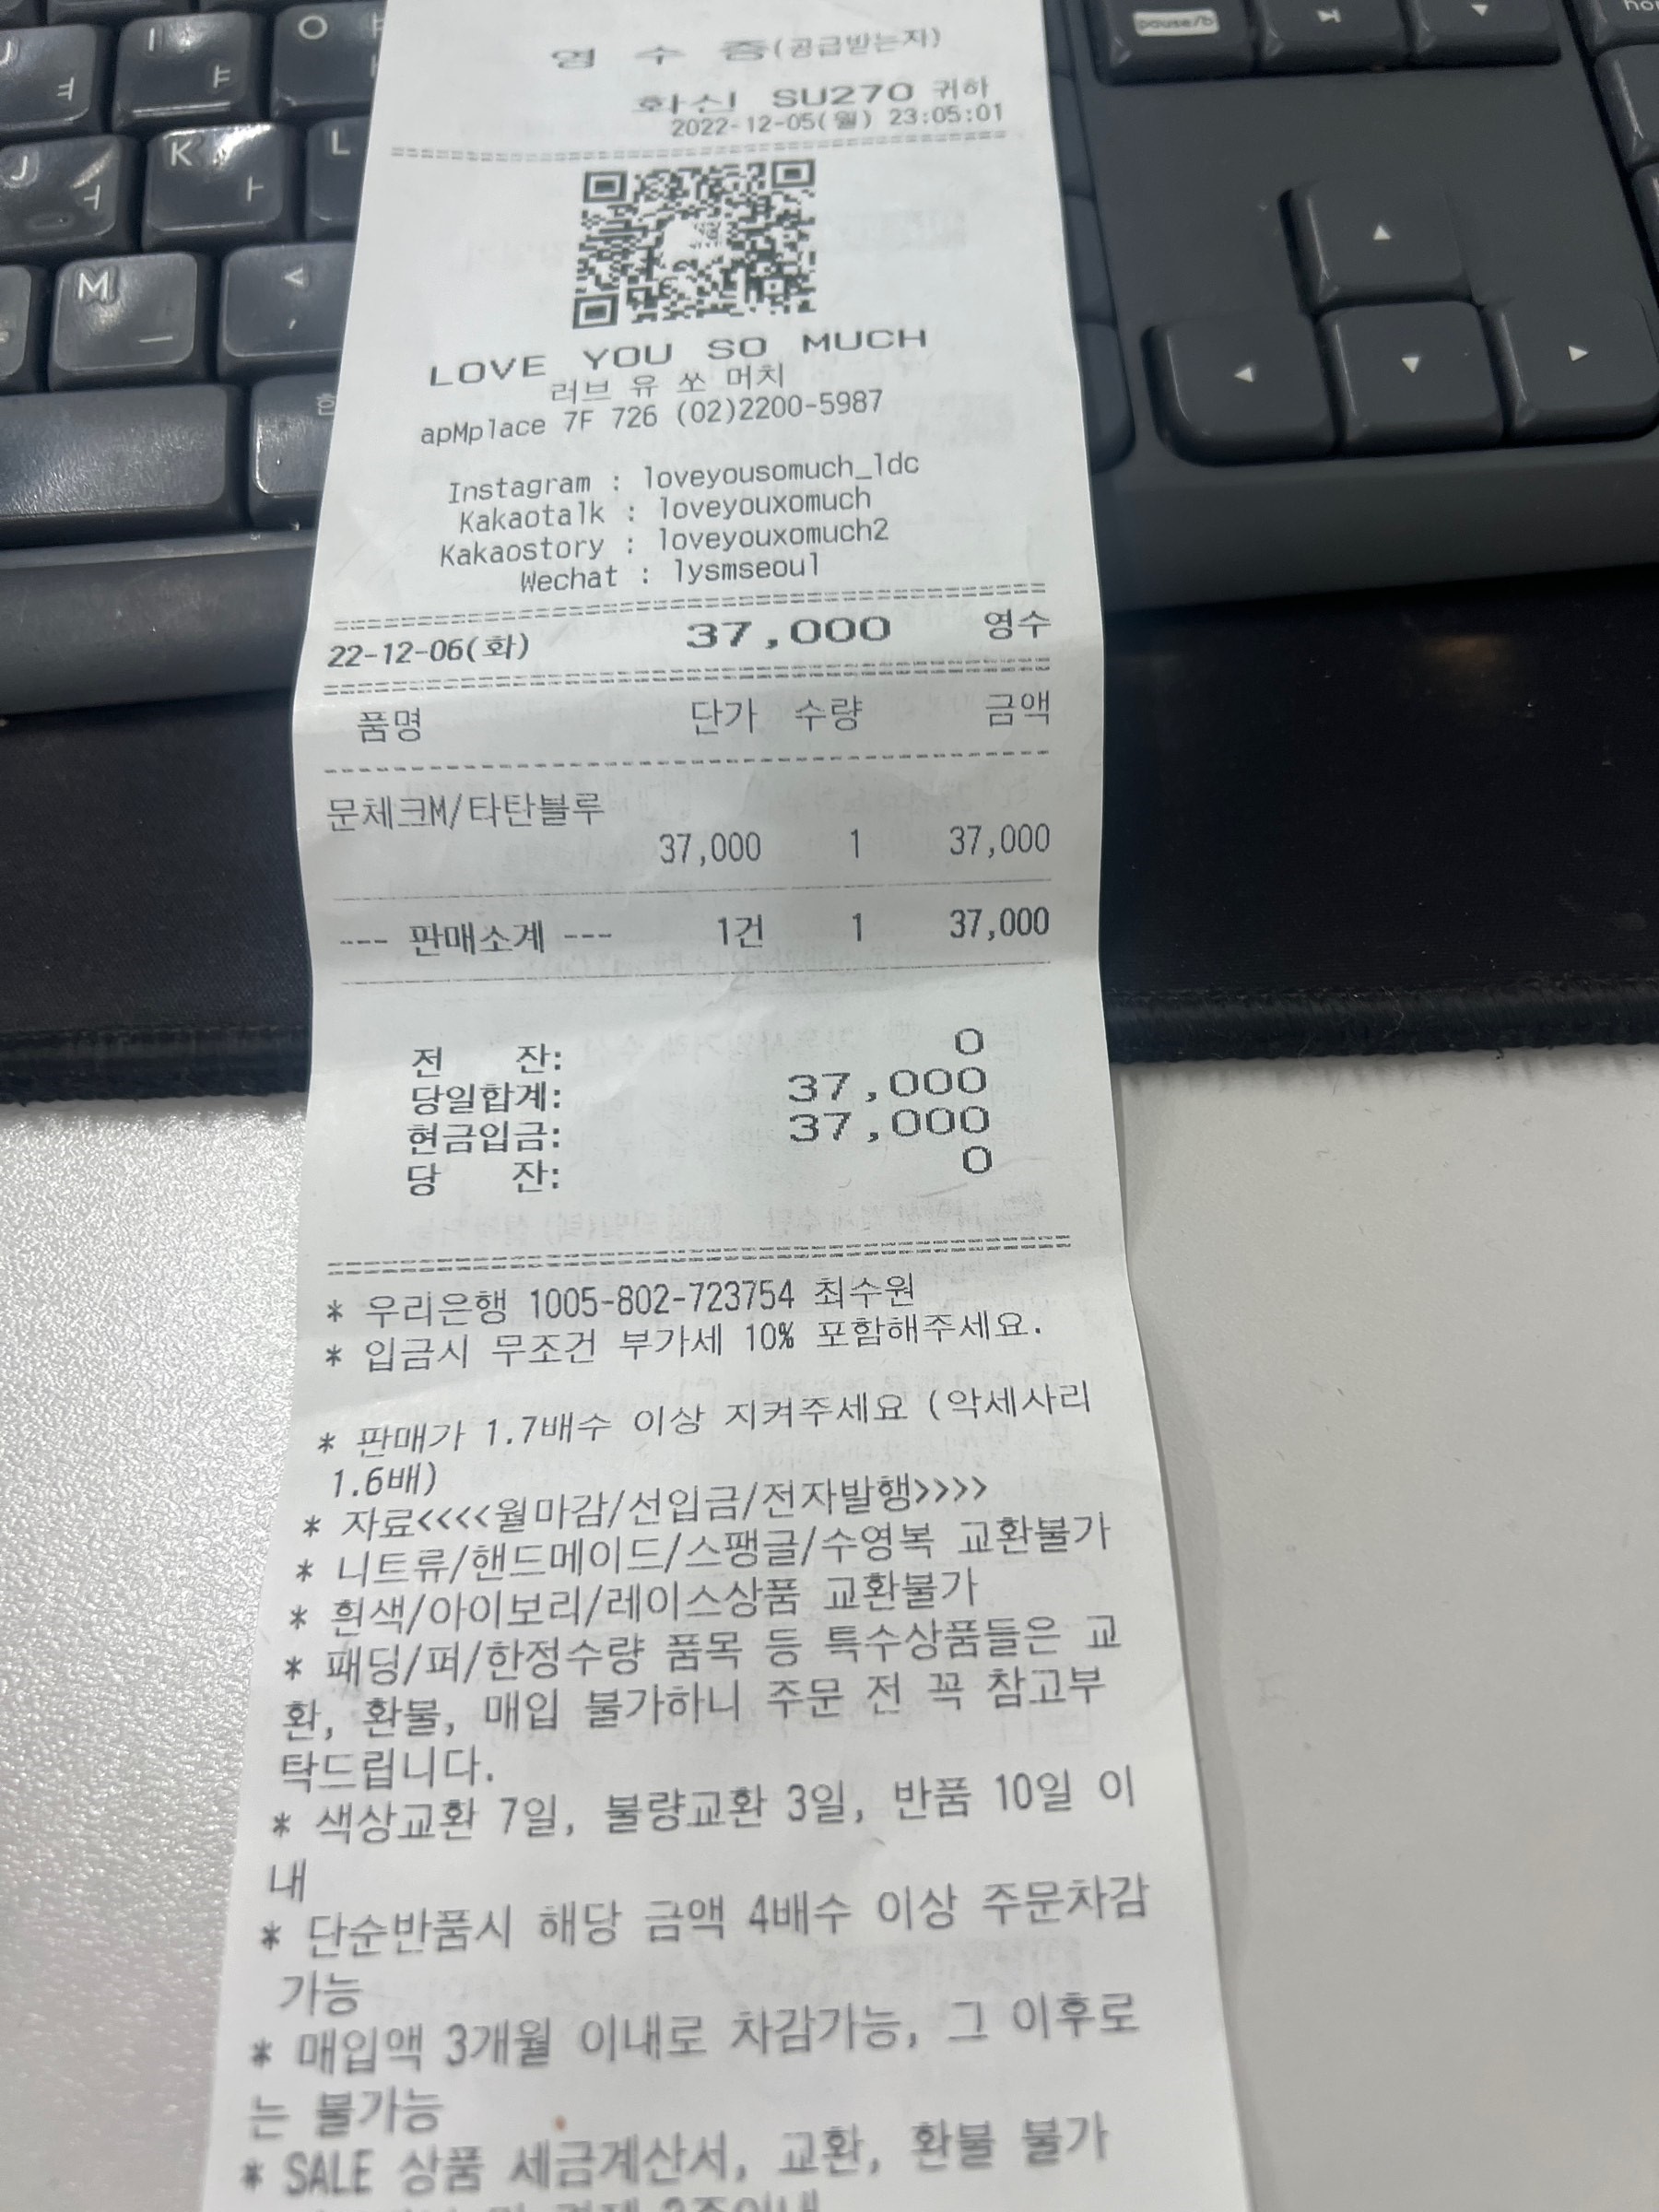 영 수 증(공급받는자)
화신 SU270 귀하
2022-12-05(월) 23:05:01
LOVE YOU SO MUCH
러브 유 쏘 머치
apMplace 7F 726 (02)2200-5987
Instagram : loveyousomuch_ldc
Kakaotalk : loveyouxomuch
Kakaostory : loveyouxomuch2
Wechat : lysmseoul
22-12-06(화) 37,000 영수
품명 단가 수량 금액
문체크M/타탄블루
37,000 1 37,000
--- 판매소계 --- 1건 1 37,000
전 잔: 0
당일합계: 37,000
현금입금: 37,000
당 잔: 0
* 우리은행 1005-802-723754 최수원
* 입금시 무조건 부가세 10% 포함해주세요.
* 판매가 1.7배수 이상 지켜주세요 (악세사리
1.6배)
* 자료<<<<월마감/선입금/전자발행>>>>
* 니트류/핸드메이드/스팽글/수영복 교환불가
* 흰색/아이보리/레이스상품 교환불가
* 패딩/퍼/한정수량 품목 등 특수상품들은 교
환, 환불, 매입 불가하니 주문 전 꼭 참고부
탁드립니다.
* 색상교환 7일, 불량교환 3일, 반품 10일 이
내
* 단순반품시 해당 금액 4배수 이상 주문차감
가능
* 매입액 3개월 이내로 차감가능, 그 이후로
는 불가능
* SALE 상품 세금계산서, 교환, 환불 불가
pause/b
J
ㅓ
I
ㅑ
O
K
ㅏ
L
M
ㅡ
<
,